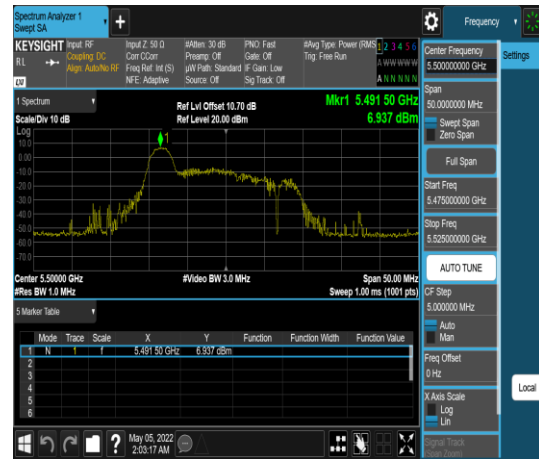 Spectrum Analyzer 1
Swept SA
+
Frequency
KEYSIGHT
RL
Input: RF
Coupling: DC
Align: Auto/No RF
Input Z: 50 Ω
Corr CCorr
Freq Ref: Int (S)
NFE: Adaptive
#Atten: 30 dB
Preamp: Off
µW Path: Standard
Source: Off
PNO: Fast
Gate: Off
IF Gain: Low
Sig Track: Off
#Avg Type: Power (RMS)
Trig: Free Run
1 2 3 4 5 6
A W W W W W
A N N N N N
1 Spectrum
Scale/Div 10 dB
Ref Lvl Offset 10.70 dB
Ref Level 20.00 dBm
Mkr1 5.491 50 GHz
6.937 dBm
Log
10.0
0.00
-10.0
-20.0
-30.0
-40.0
-50.0
-60.0
-70.0
1
Center 5.50000 GHz
#Res BW 1.0 MHz
#Video BW 3.0 MHz
Span 50.00 MHz
Sweep 1.00 ms (1001 pts)
5 Marker Table
Mode Trace Scale X Y Function Function Width Function Value
1 N 1 f 5.491 50 GHz 6.937 dBm
2
3
4
5
6
May 05, 2022
2:03:17 AM
Center Frequency
5.500000000 GHz
Settings
Span
50.0000000 MHz
Swept Span
Zero Span
Full Span
Start Freq
5.475000000 GHz
Stop Freq
5.525000000 GHz
AUTO TUNE
CF Step
5.000000 MHz
Auto
Man
Freq Offset
0 Hz
X Axis Scale
Log
Lin
Local
Signal Track
(Span Zoom)